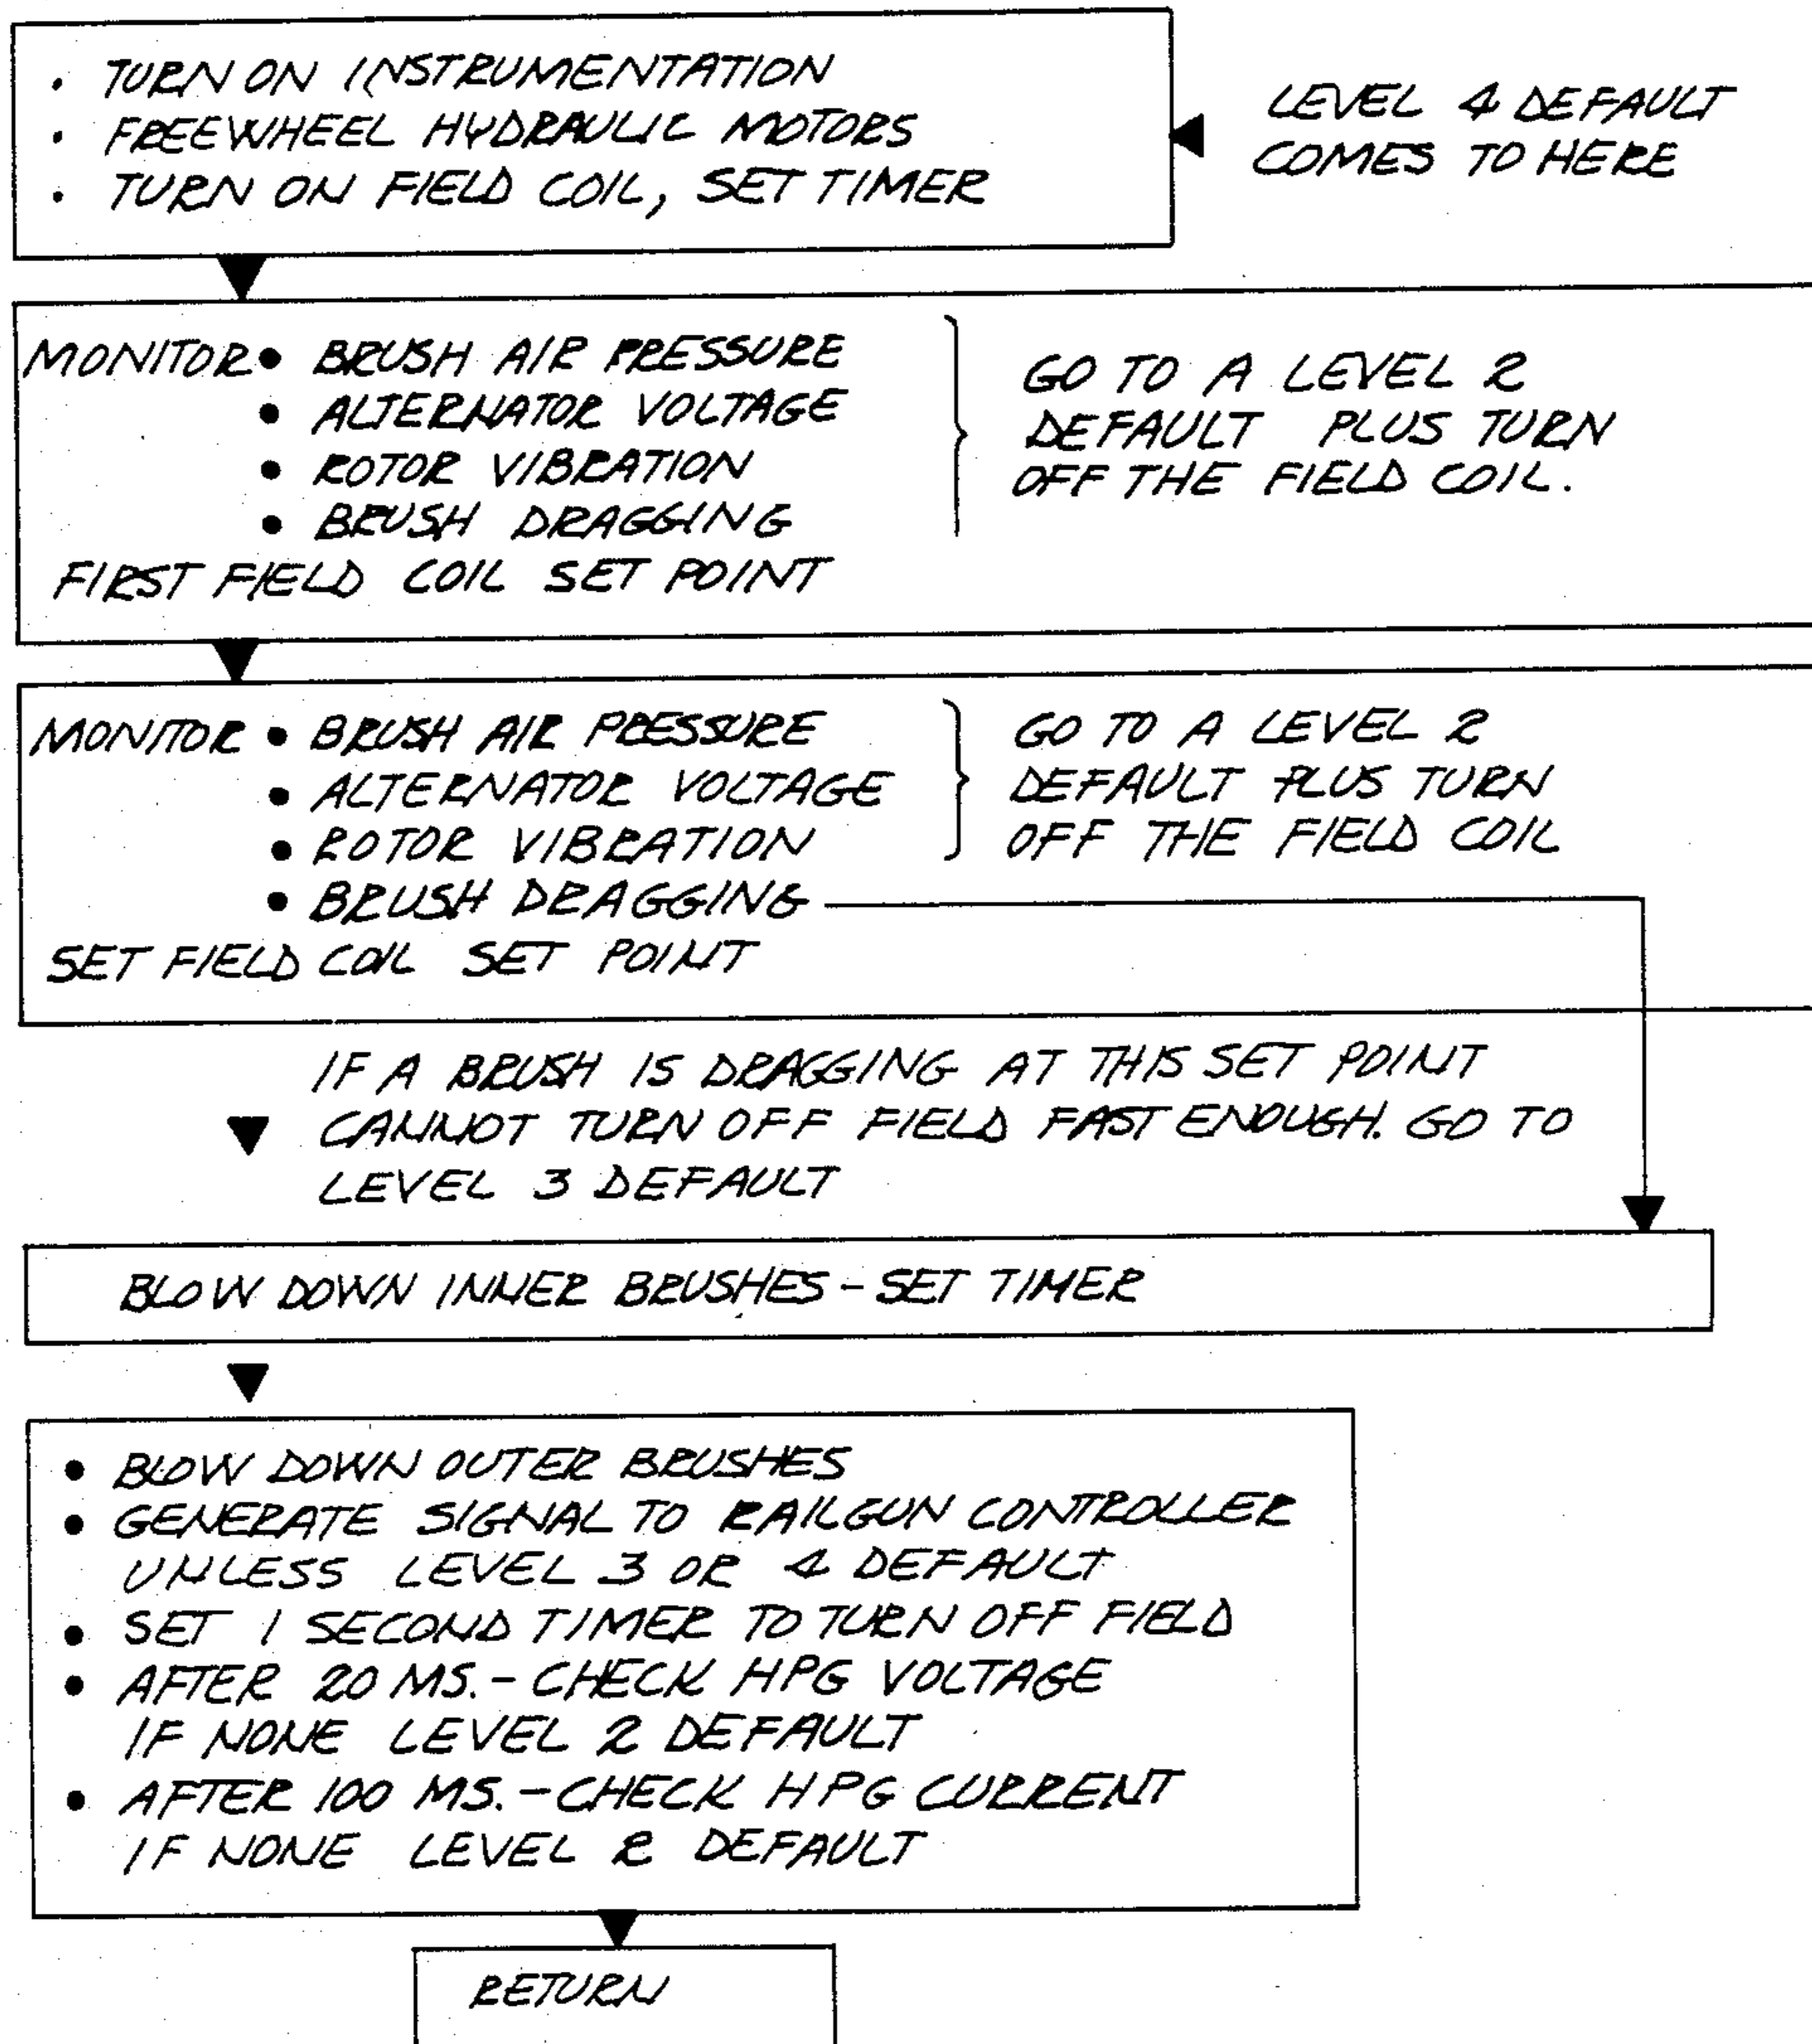 • TURN ON INSTRUMENTATION
• FREEWHEEL HYDRAULIC MOTORS
• TURN ON FIELD COIL, SET TIMER
LEVEL 4 DEFAULT
COMES TO HERE
MONITOR • BRUSH AIR PRESSURE
• ALTERNATOR VOLTAGE
• ROTOR VIBRATION
• BRUSH DRAGGING
FIRST FIELD COIL SET POINT
GO TO A LEVEL 2
DEFAULT PLUS TURN
OFF THE FIELD COIL.
MONITOR • BRUSH AIR PRESSURE
• ALTERNATOR VOLTAGE
• ROTOR VIBRATION
• BRUSH DRAGGING
SET FIELD COIL SET POINT
GO TO A LEVEL 2
DEFAULT PLUS TURN
OFF THE FIELD COIL
IF A BRUSH IS DRAGGING AT THIS SET POINT
CANNOT TURN OFF FIELD FAST ENOUGH. GO TO
LEVEL 3 DEFAULT
BLOW DOWN INNER BRUSHES - SET TIMER
• BLOW DOWN OUTER BRUSHES
• GENERATE SIGNAL TO RAILGUN CONTROLLER
UNLESS LEVEL 3 OR 4 DEFAULT
• SET 1 SECOND TIMER TO TURN OFF FIELD
• AFTER 20 MS. - CHECK HPG VOLTAGE
IF NONE LEVEL 2 DEFAULT
• AFTER 100 MS. - CHECK HPG CURRENT
IF NONE LEVEL 2 DEFAULT
RETURN